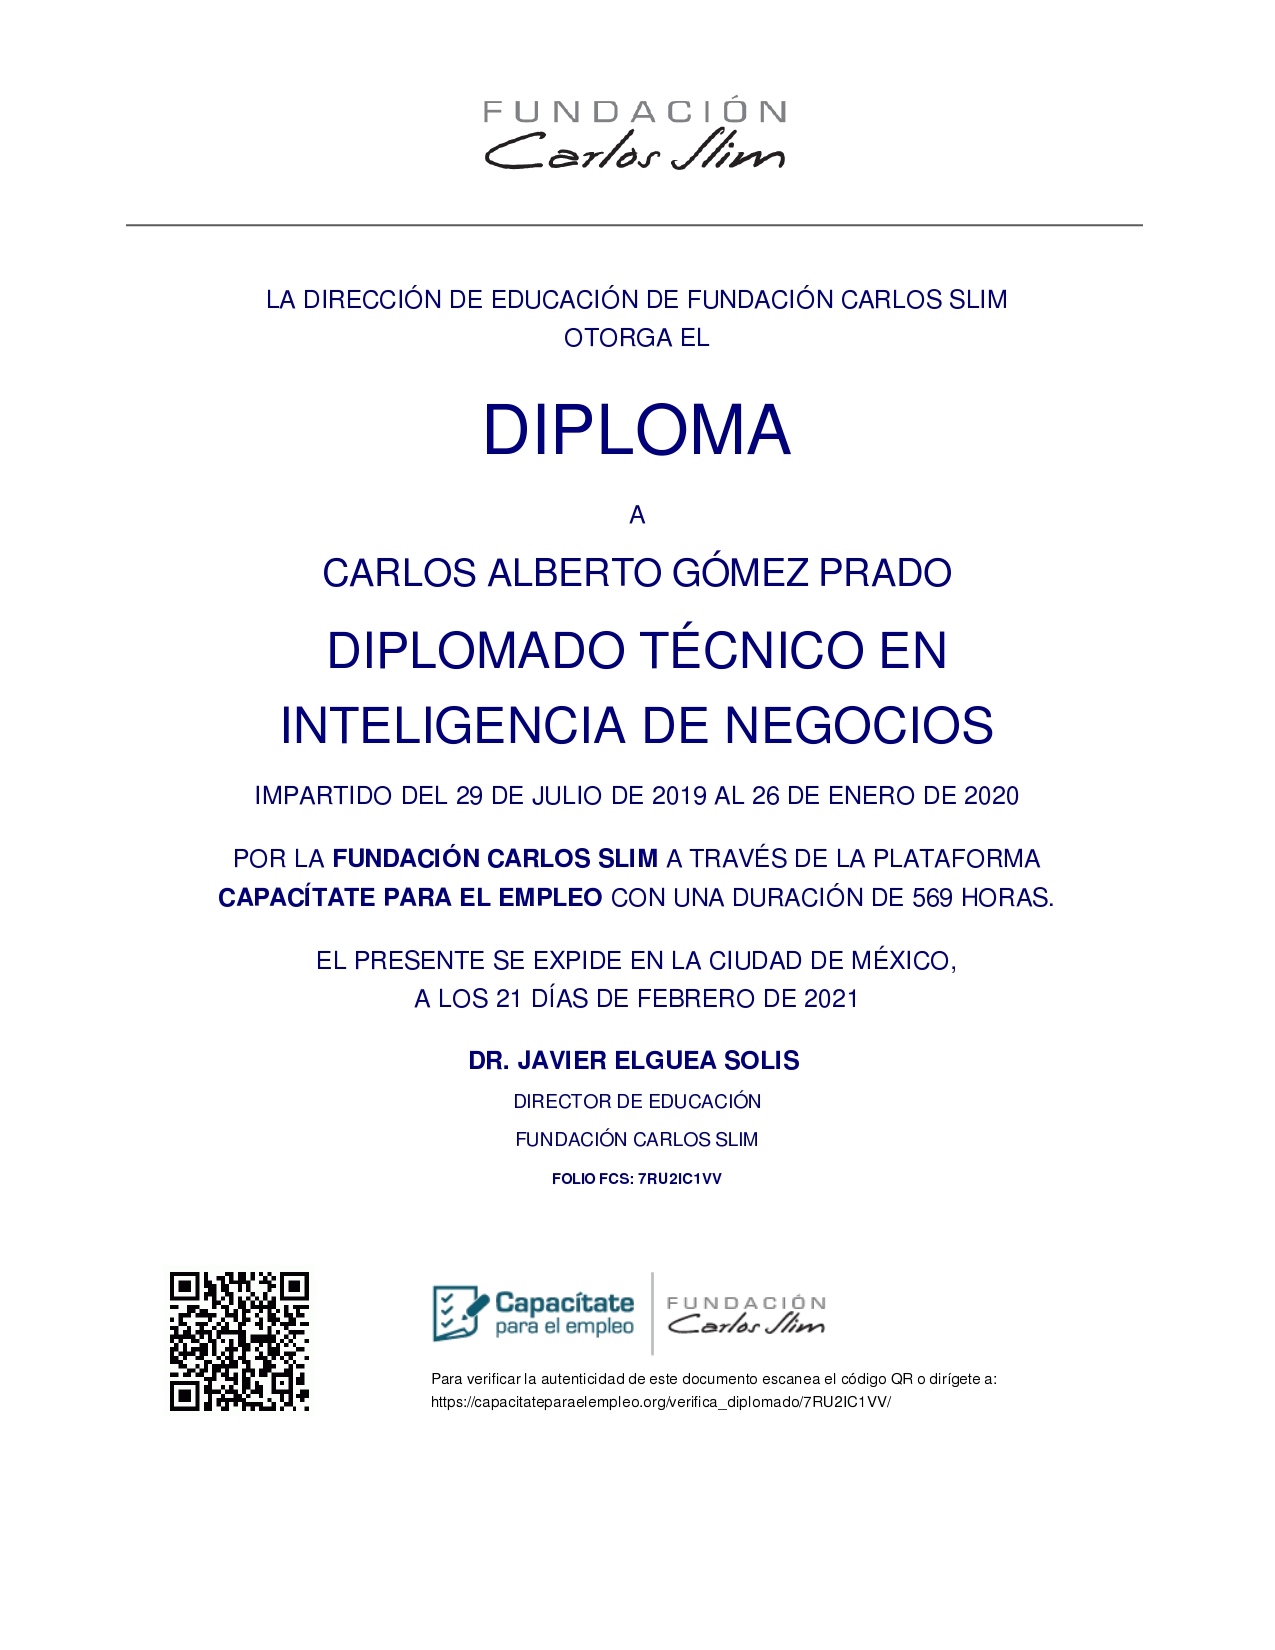 FUNDACIÓN
Carlos Slim
LA DIRECCIÓN DE EDUCACIÓN DE FUNDACIÓN CARLOS SLIM
OTORGA EL
DIPLOMA
A
CARLOS ALBERTO GÓMEZ PRADO
DIPLOMADO TÉCNICO EN
INTELIGENCIA DE NEGOCIOS
IMPARTIDO DEL 29 DE JULIO DE 2019 AL 26 DE ENERO DE 2020
POR LA FUNDACIÓN CARLOS SLIM A TRAVÉS DE LA PLATAFORMA
CAPACÍTATE PARA EL EMPLEO CON UNA DURACIÓN DE 569 HORAS.
EL PRESENTE SE EXPIDE EN LA CIUDAD DE MÉXICO,
A LOS 21 DÍAS DE FEBRERO DE 2021
DR. JAVIER ELGUEA SOLIS
DIRECTOR DE EDUCACIÓN
FUNDACIÓN CARLOS SLIM
FOLIO FCS: 7RU2IC1VV
Capacítate
para el empleo
FUNDACIÓN
Carlos Slim
Para verificar la autenticidad de este documento escanea el código QR o dirígete a:
https://capacitateparaelempleo.org/verifica_diplomado/7RU2IC1VV/